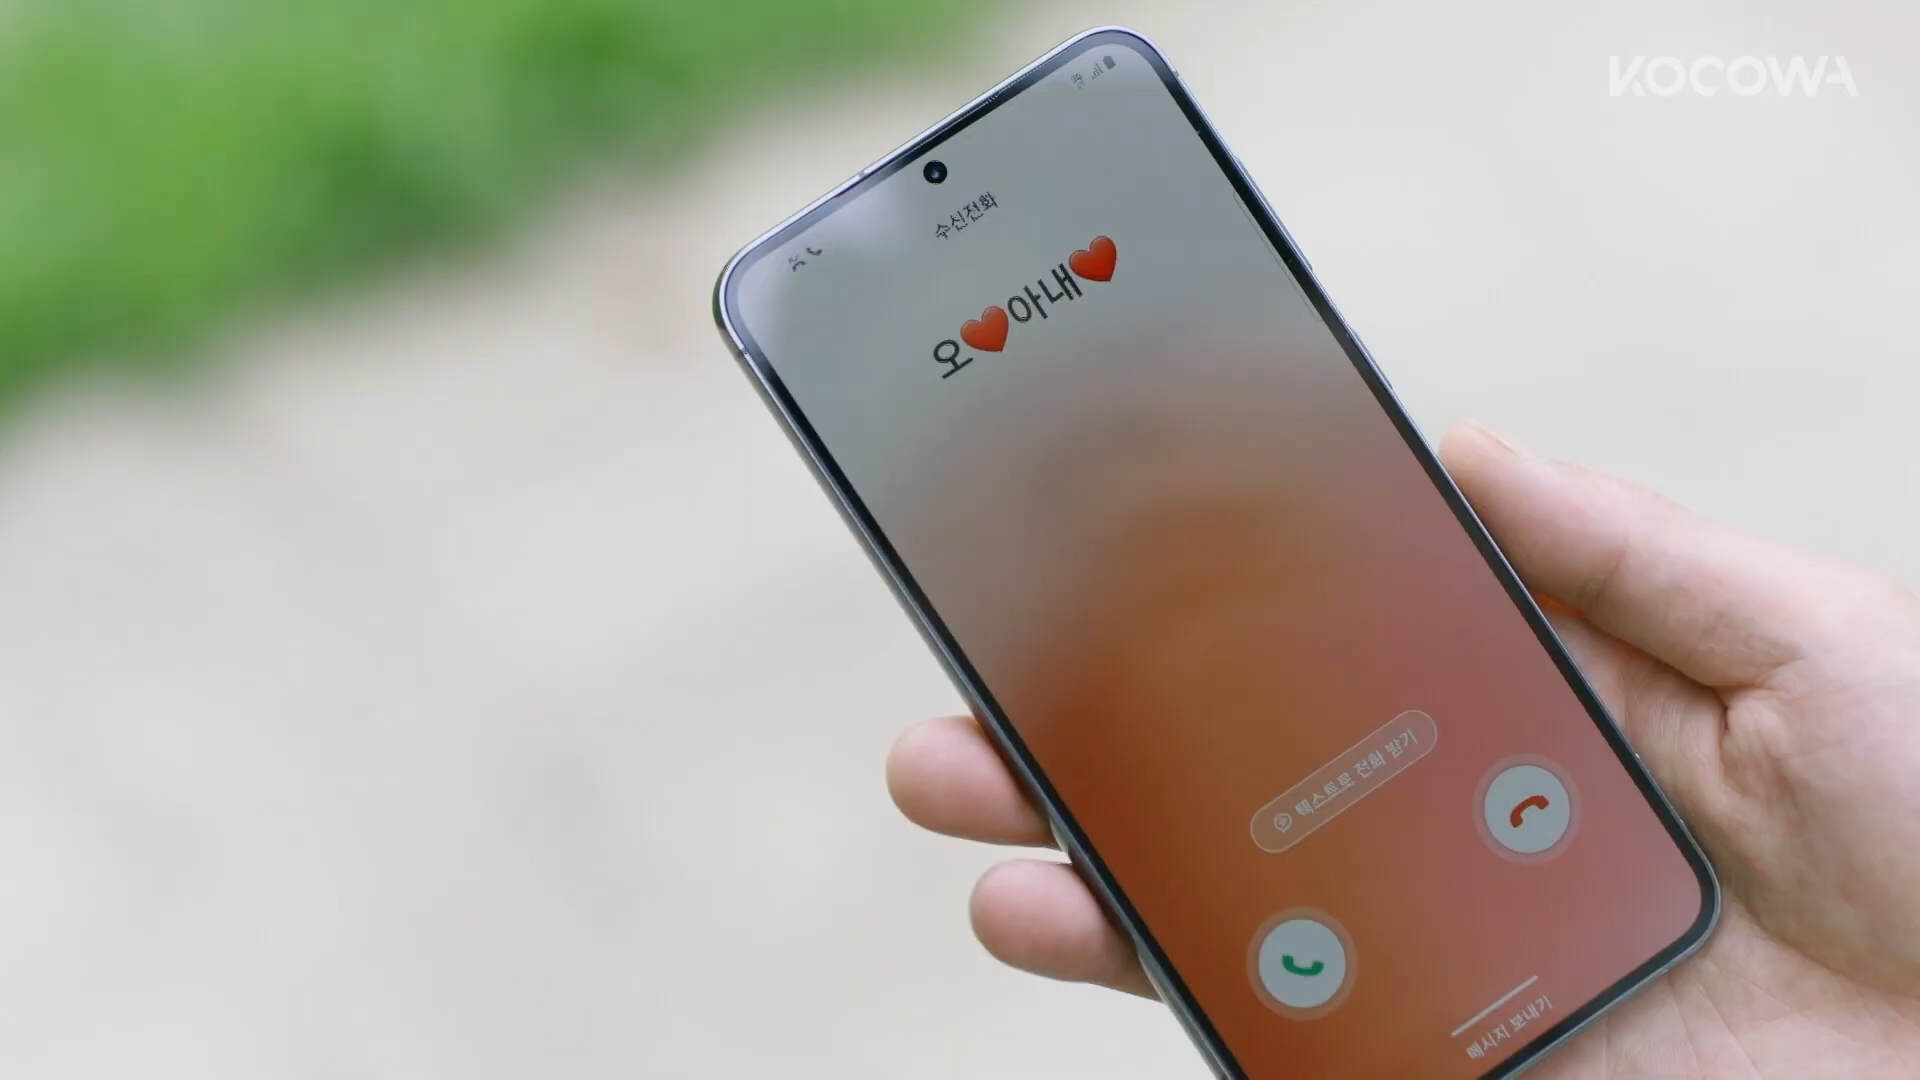 KOCOWA
수신전화
오❤️아내❤️
텍스트로 전화 받기
메시지 보내기